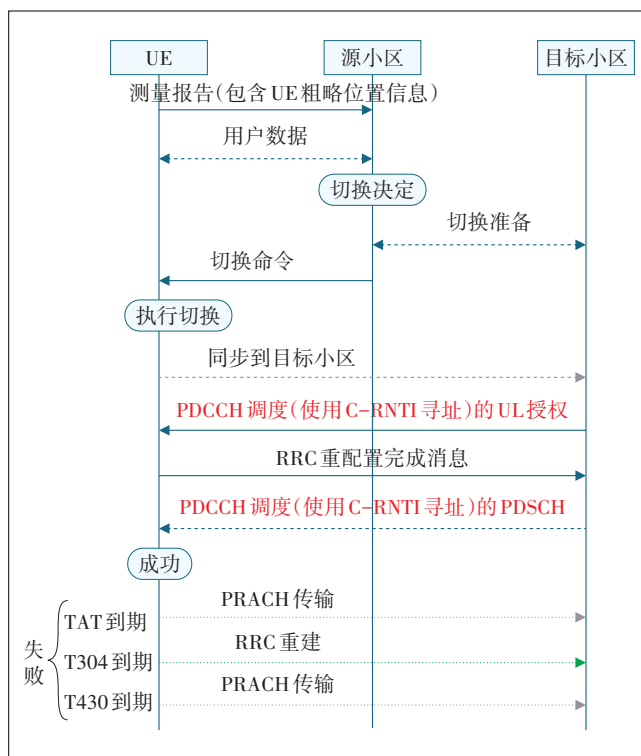 UE
源小区
目标小区
测量报告(包含UE粗略位置信息)
用户数据
切换决定
切换准备
切换命令
执行切换
同步到目标小区
PDCCH调度(使用C-RNTI寻址)的UL授权
RRC重配置完成消息
PDCCH调度(使用C-RNTI寻址)的PDSCH
成功
失败
TAT到期
PRACH传输
T304到期
RRC重建
T430到期
PRACH传输